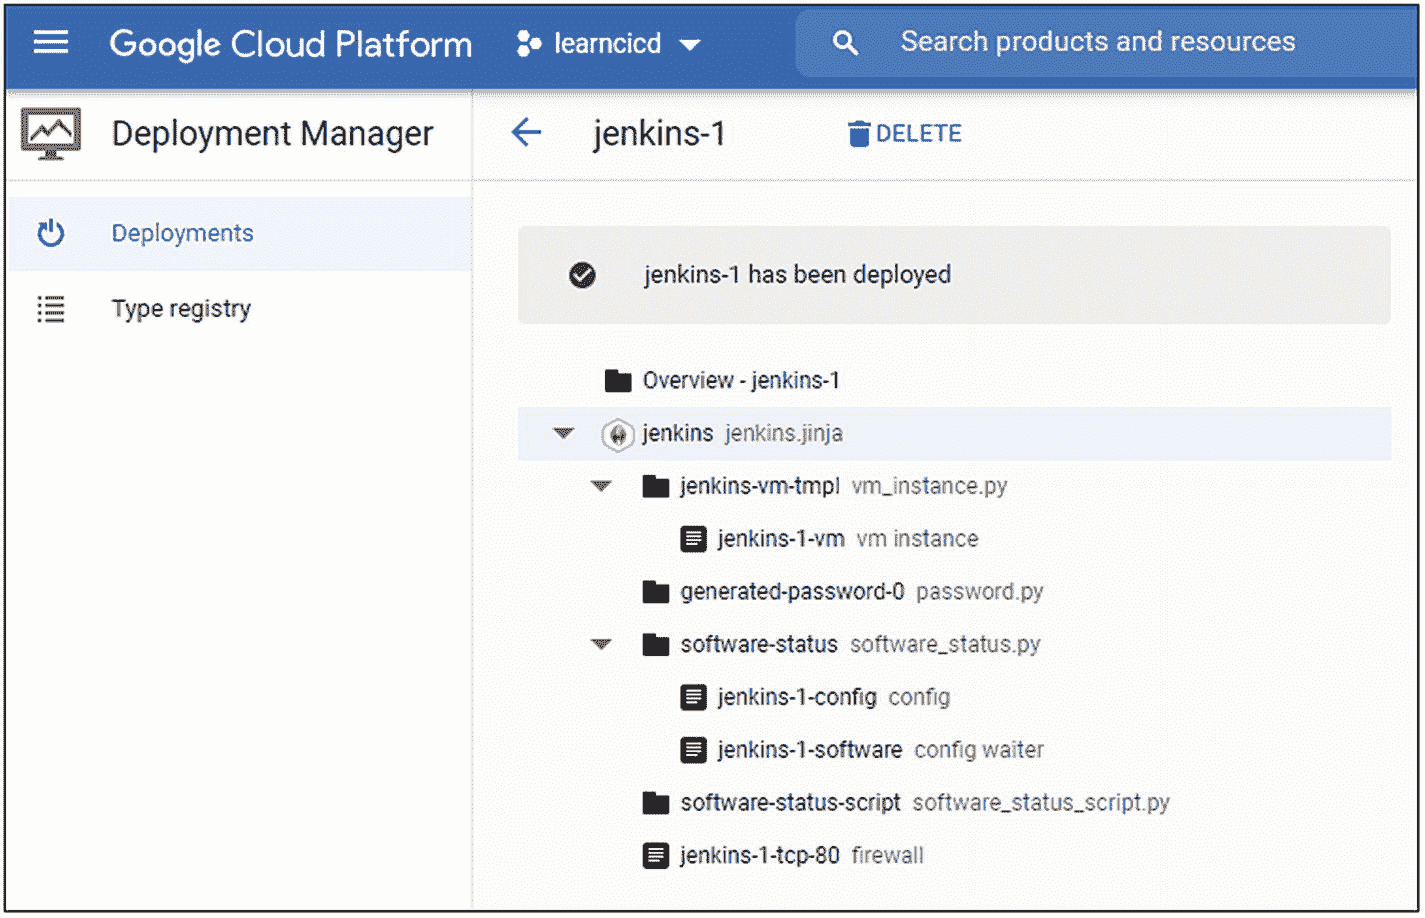 Google Cloud Platform learncicd Search products and resources
Deployment Manager jenkins-1 DELETE
Deployments
Type registry
jenkins-1 has been deployed
Overview - jenkins-1
jenkins jenkins.jinja
jenkins-vm-tmpl vm_instance.py
jenkins-1-vm vm instance
generated-password-0 password.py
software-status software_status.py
jenkins-1-config config
jenkins-1-software config waiter
software-status-script software_status_script.py
jenkins-1-tcp-80 firewall